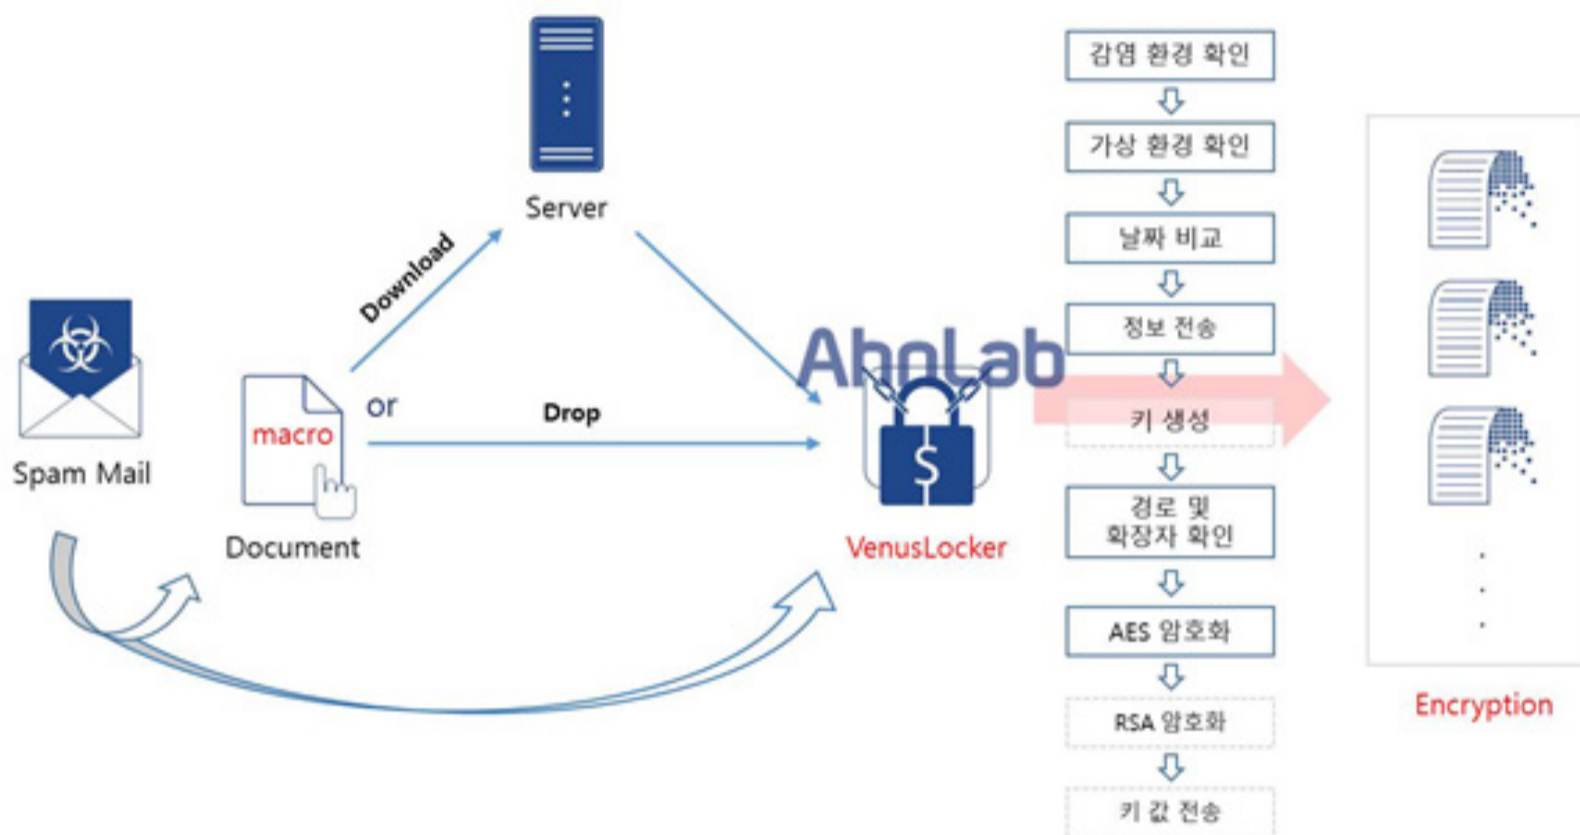 Server
Download
Spam Mail
macro
or
Document
Drop
AhnLab
S
VenusLocker
감염 환경 확인
가상 환경 확인
날짜 비교
정보 전송
키 생성
경로 및
확장자 확인
AES 암호화
RSA 암호화
키 값 전송
Encryption